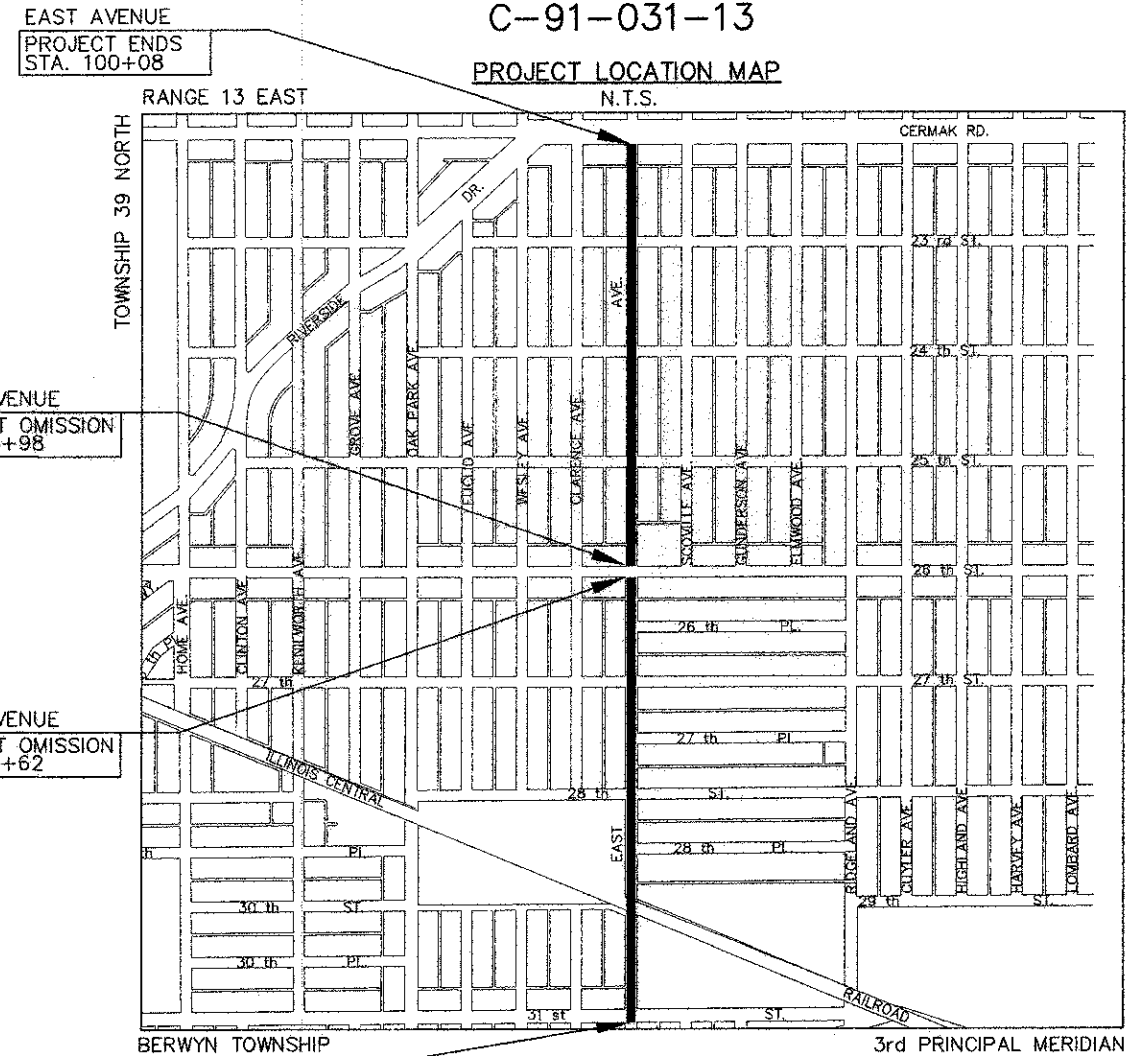 EAST AVENUE
PROJECT ENDS
STA. 100+08
C-91-031-13
PROJECT LOCATION MAP
N.T.S.
RANGE 13 EAST
TOWNSHIP 39 NORTH
CERMAK RD.
DR.
RIVERSIDE
23 rd ST.
AVE.
24 th ST.
GROVE AVE.
OAK PARK AVE.
EUCLID AVE.
WESLEY AVE.
CLARENCE AVE.
25 th ST.
SCOVILLE AVE.
GUNDERSON AVE.
ELMWOOD AVE.
VENUE
T OMISSION
+98
26 th ST.
HOME AVE.
CLINTON AVE.
KENILWORTH AVE.
th Pl.
26 th PL.
27 th
27 th ST.
VENUE
T OMISSION
+62
27 th Pl.
ILLINOIS CENTRAL
28 th ST.
EAST
28 th Pl.
RIDGELAND AVE.
CUYLER AVE.
HIGHLAND AVE.
HARVEY AVE.
LOMBARD AVE.
th Pl.
29 th ST.
30 th ST.
30 th PL.
RAILROAD
31 st ST.
BERWYN TOWNSHIP
3rd PRINCIPAL MERIDIAN